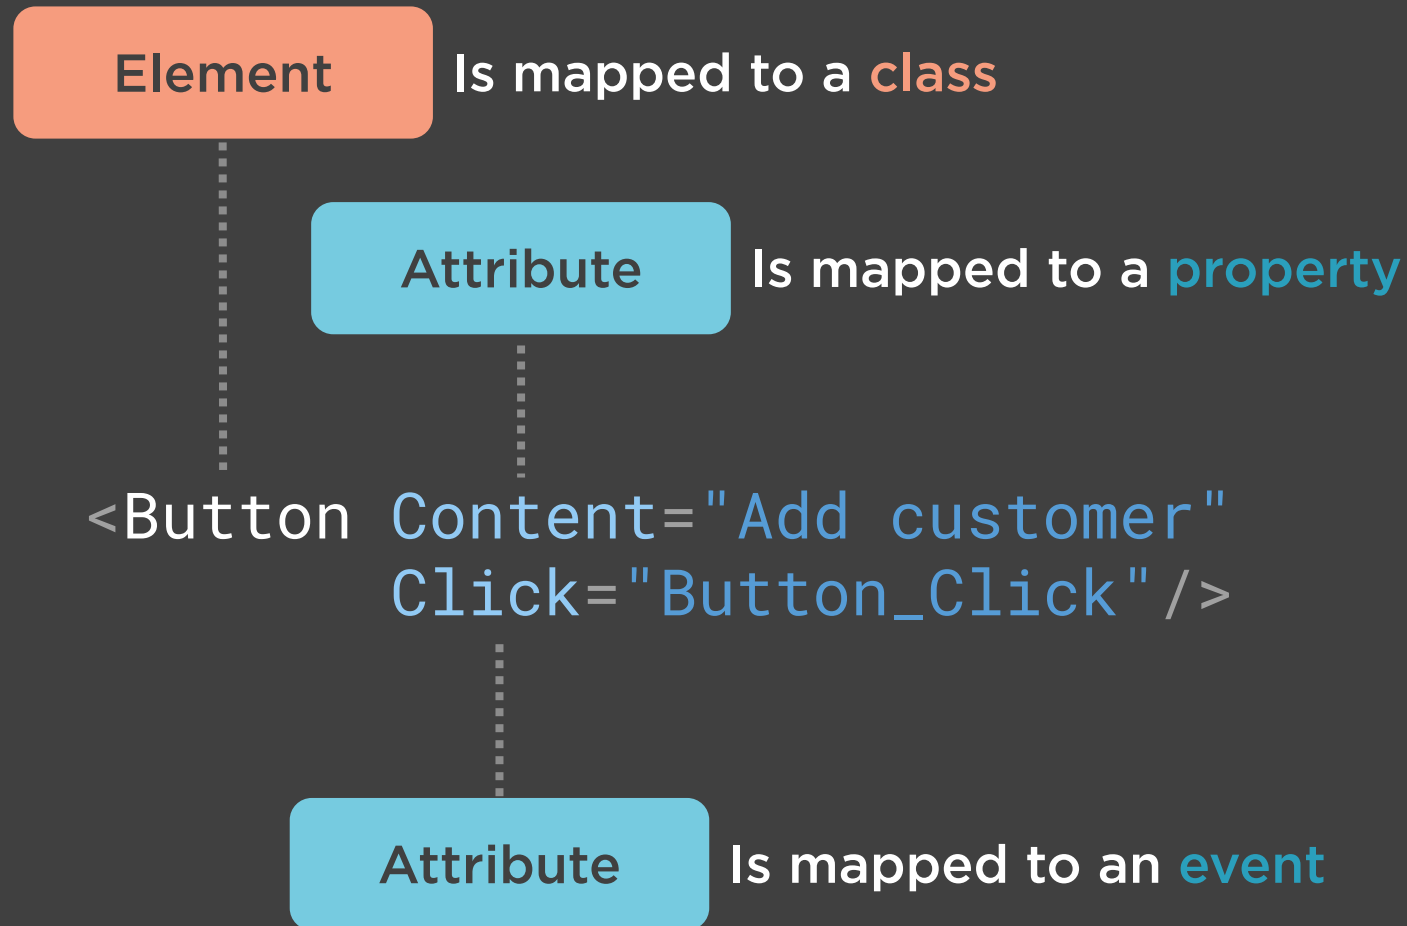 Element
Is mapped to a class
Attribute
Is mapped to a property
<Button Content="Add customer"
Click="Button_Click"/>
Attribute
Is mapped to an event